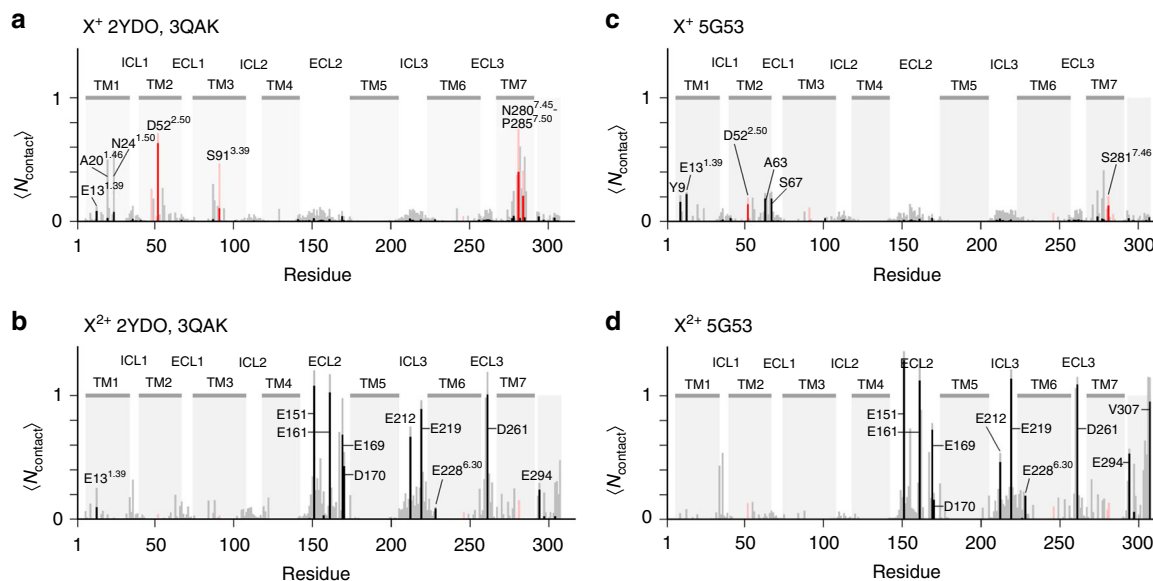 a
X⁺ 2YDO, 3QAK
ICL1 ECL1 ICL2 ECL2 ICL3 ECL3
TM1 TM2 TM3 TM4 TM5 TM6 TM7
1
N280^7.45-
P285^7.50
D52^2.50
N24^1.50
A20^1.46
S91^3.39
E13^1.39
⟨N_contact⟩
0
1 50 100 150 200 250 300
Residue
c
X⁺ 5G53
ICL1 ECL1 ICL2 ECL2 ICL3 ECL3
TM1 TM2 TM3 TM4 TM5 TM6 TM7
1
D52^2.50
A63
E13^1.39
S281^7.46
Y9
S67
⟨N_contact⟩
0
1 50 100 150 200 250 300
Residue
b
X²⁺ 2YDO, 3QAK
ICL1 ECL1 ICL2 ECL2 ICL3 ECL3
TM1 TM2 TM3 TM4 TM5 TM6 TM7
1
E151
E212
E161
E219
D261
E169
E13^1.39
D170
E228^6.30
E294
⟨N_contact⟩
0
1 50 100 150 200 250 300
Residue
d
X²⁺ 5G53
ICL1 ECL1 ICL2 ECL2 ICL3 ECL3
TM1 TM2 TM3 TM4 TM5 TM6 TM7
1
V307
E151
E212
E161
E219
D261
E169
E228^6.30
E294
D170
⟨N_contact⟩
0
1 50 100 150 200 250 300
Residue